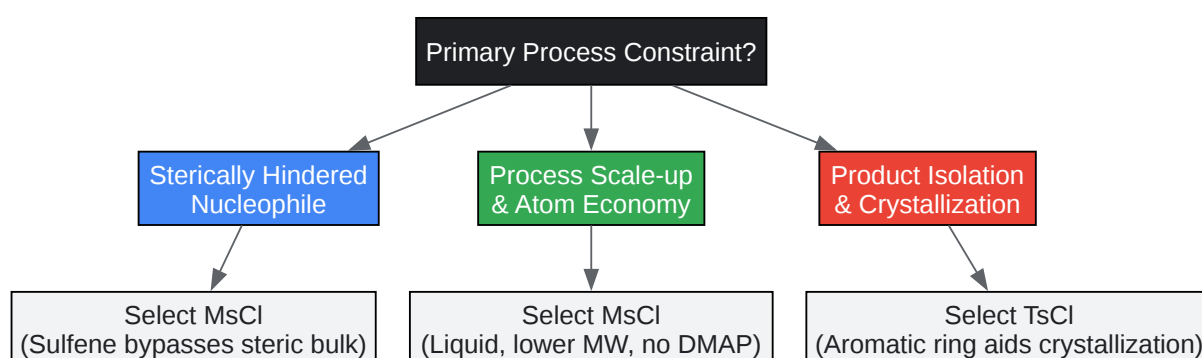 Primary Process Constraint?
Sterically Hindered
Nucleophile
Process Scale-up
& Atom Economy
Product Isolation
& Crystallization
Select MsCl
(Sulfene bypasses steric bulk)
Select MsCl
(Liquid, lower MW, no DMAP)
Select TsCl
(Aromatic ring aids crystallization)